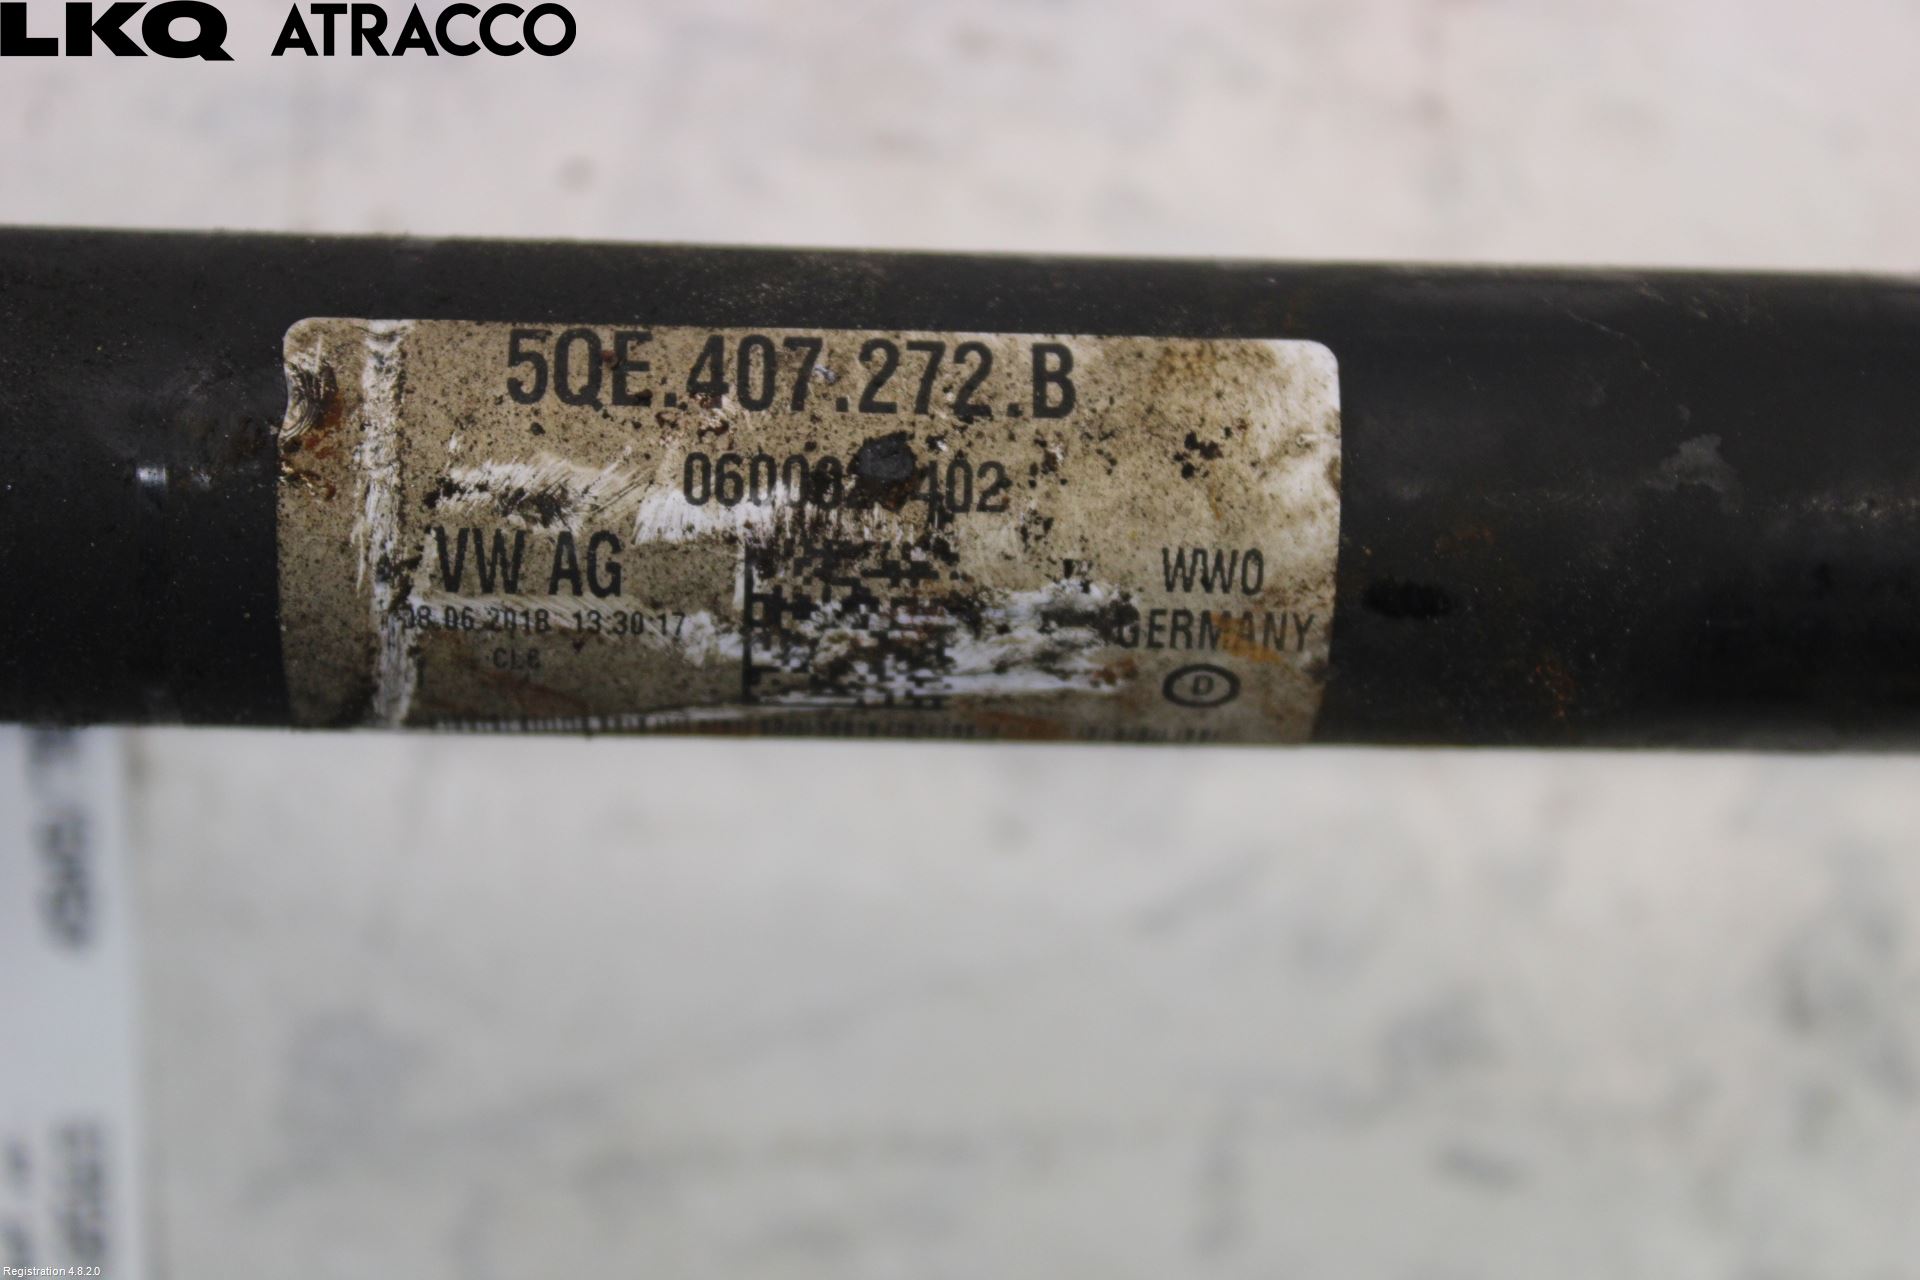 LKQ ATRACCO
5QE.407.272.B
VW AG
08.06.2018 13:30:17
WWO
GERMANY
D
Registration 4.8.2.0